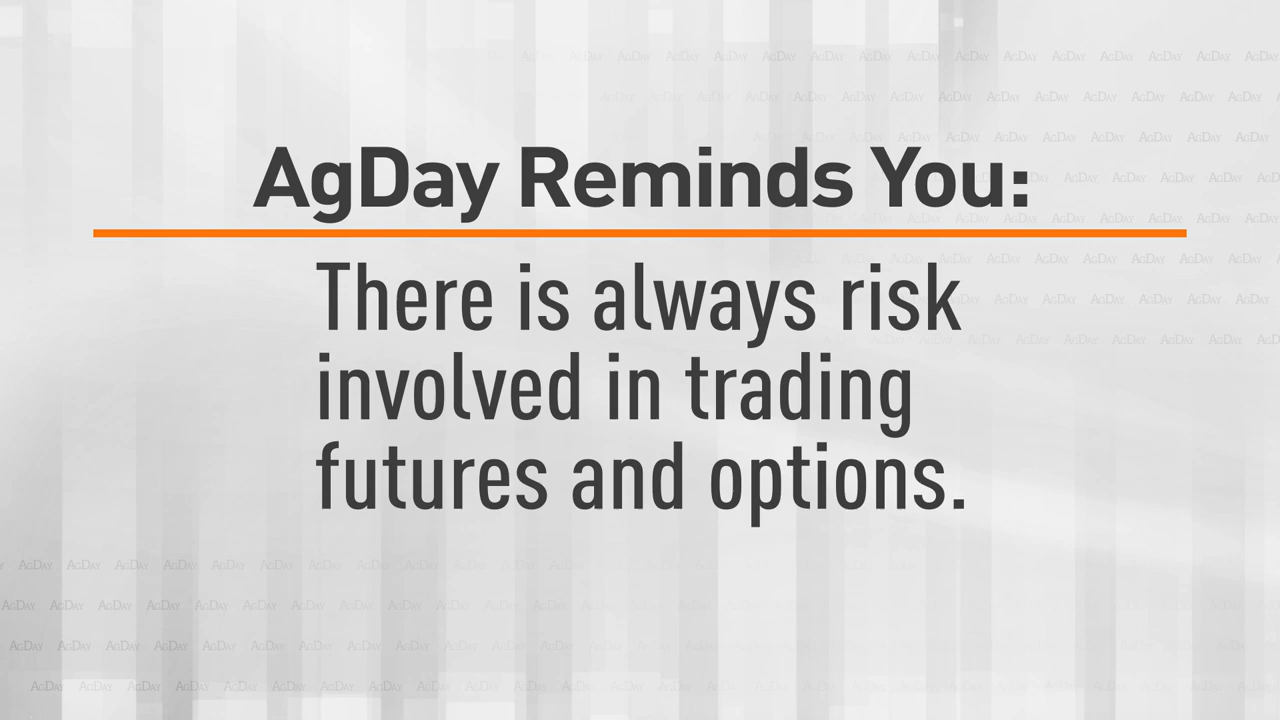 AgDay Reminds You:
There is always risk
involved in trading
futures and options.